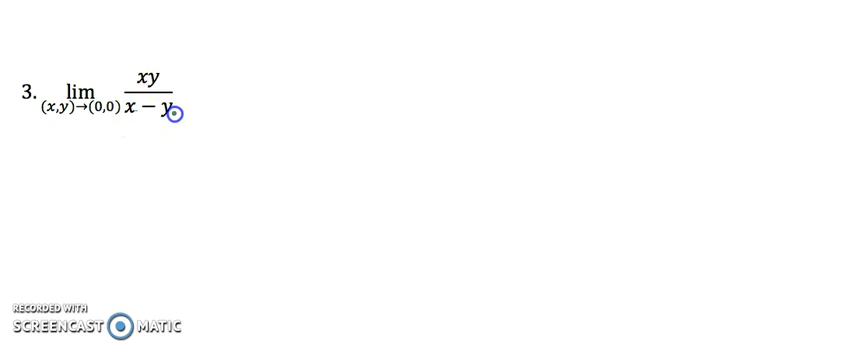 3. lim (x,y)→(0,0) xy / x − y
RECORDED WITH
SCREENCAST MATIC